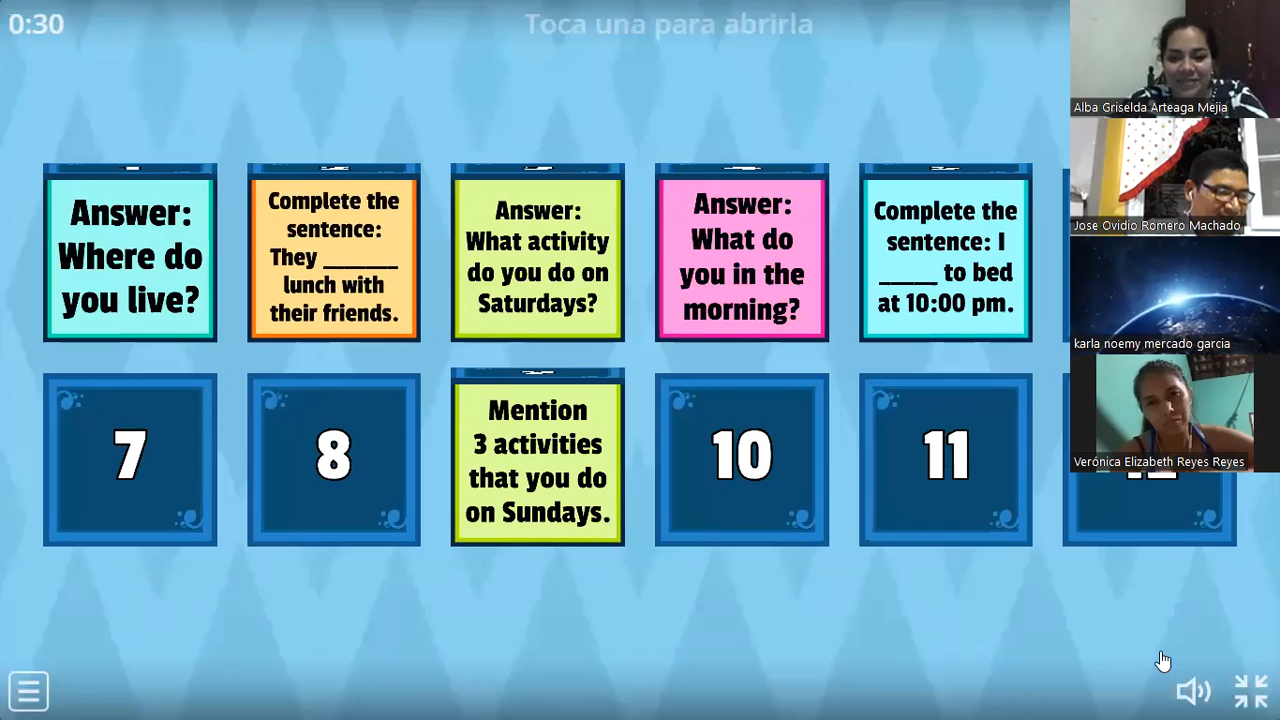 0:30
Toca una para abrirla
Answer:
Where do
you live?
Complete the
sentence:
They ______
lunch with
their friends.
Answer:
What activity
do you do on
Saturdays?
Answer:
What do
you in the
morning?
Complete the
sentence: I
_____ to bed
at 10:00 pm.
7
8
Mention
3 activities
that you do
on Sundays.
10
11
Alba Griselda Arteaga Mejia
Jose Ovidio Romero Machado
karla noemy mercado garcia
Verónica Elizabeth Reyes Reyes